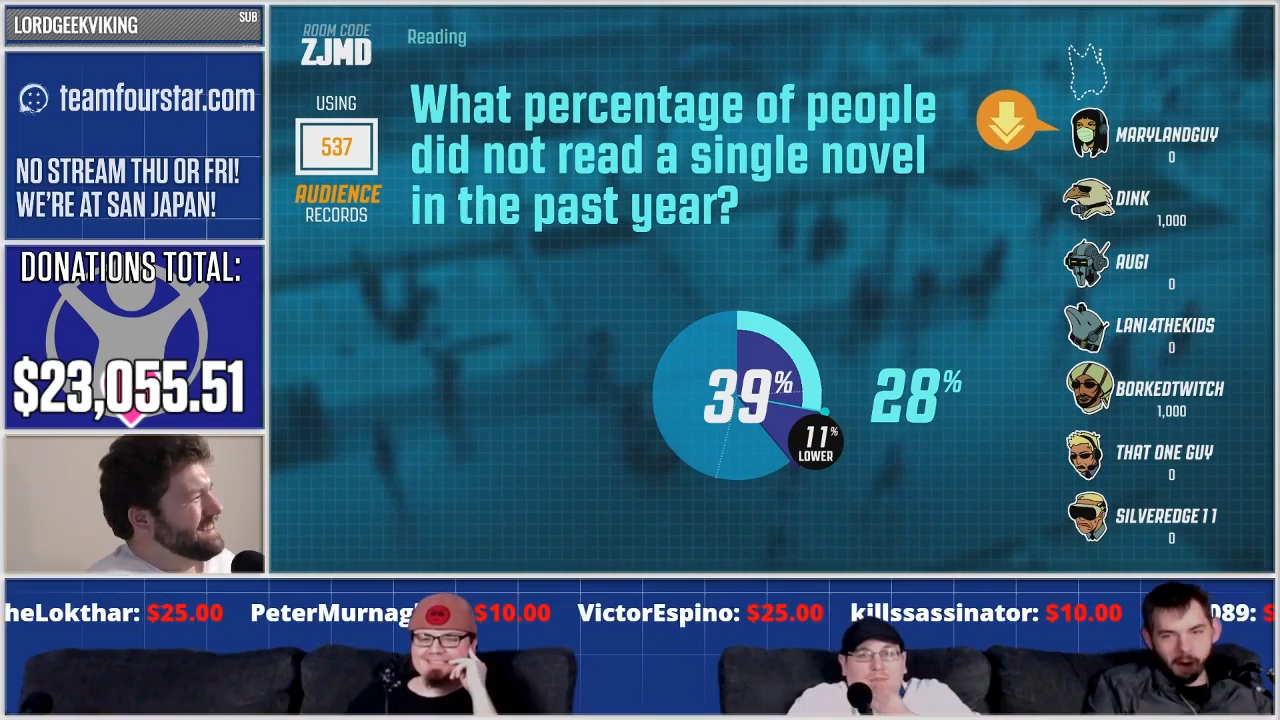 LORDGEEKVIKING
SUB
teamfourstar.com
NO STREAM THU OR FRI!
WE'RE AT SAN JAPAN!
DONATIONS TOTAL:
$23,055.51
ROOM CODE
ZJMD
USING
537
AUDIENCE
RECORDS
Reading
What percentage of people
did not read a single novel
in the past year?
39%
28%
11%
LOWER
MARYLANDGUY
0
DINK
1,000
AUGI
0
LANI4THEKIDS
0
BORKEDTWITCH
1,000
THAT ONE GUY
0
SILVEREDGE11
0
heLokthar: $25.00 PeterMurnag $10.00 VictorEspino: $25.00 killssassinator: $10.00 089: $